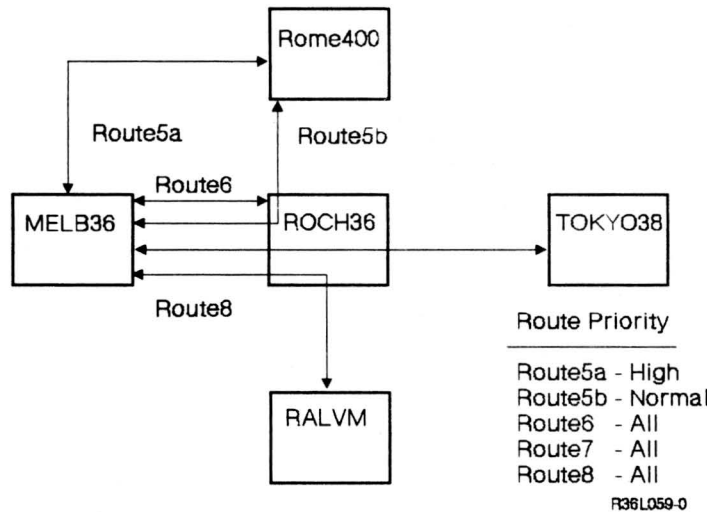 Rome400
Route5a
Route5b
Route6
MELB36
ROCH36
TOKYO38
Route8
Route Priority
Route5a - High
Route5b - Normal
Route6 - All
Route7 - All
Route8 - All
RALVM
R36L059-0